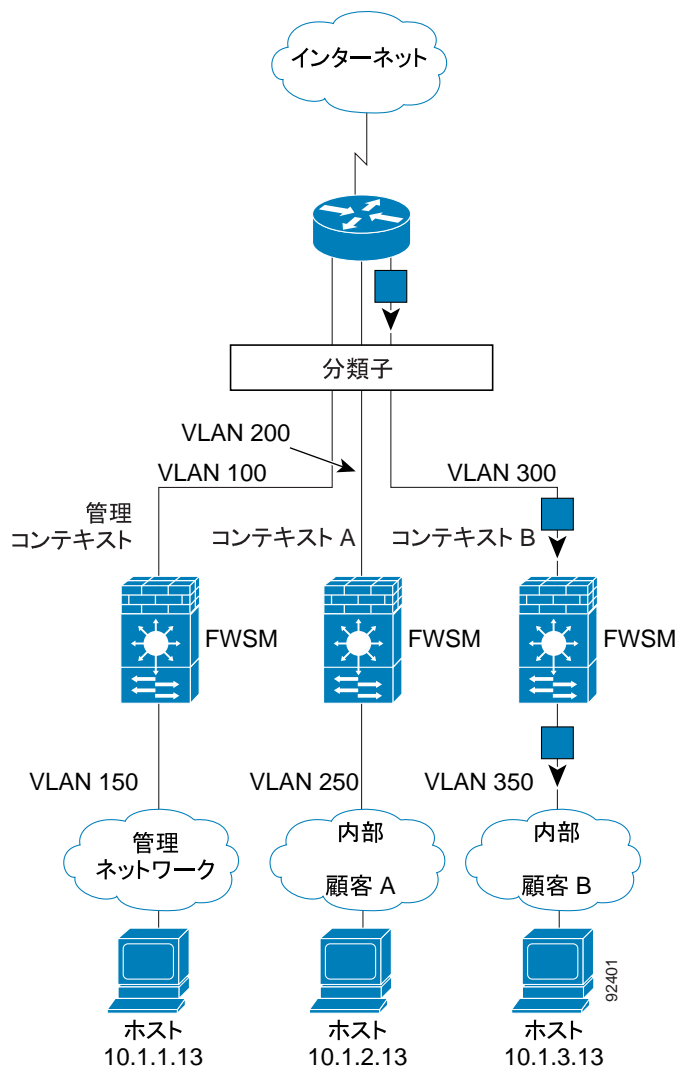 インターネット
分類子
VLAN 200
VLAN 100
VLAN 300
管理
コンテキスト
コンテキスト A
コンテキスト B
FWSM
FWSM
FWSM
VLAN 150
VLAN 250
VLAN 350
管理
ネットワーク
内部
顧客 A
内部
顧客 B
92401
ホスト
10.1.1.13
ホスト
10.1.2.13
ホスト
10.1.3.13